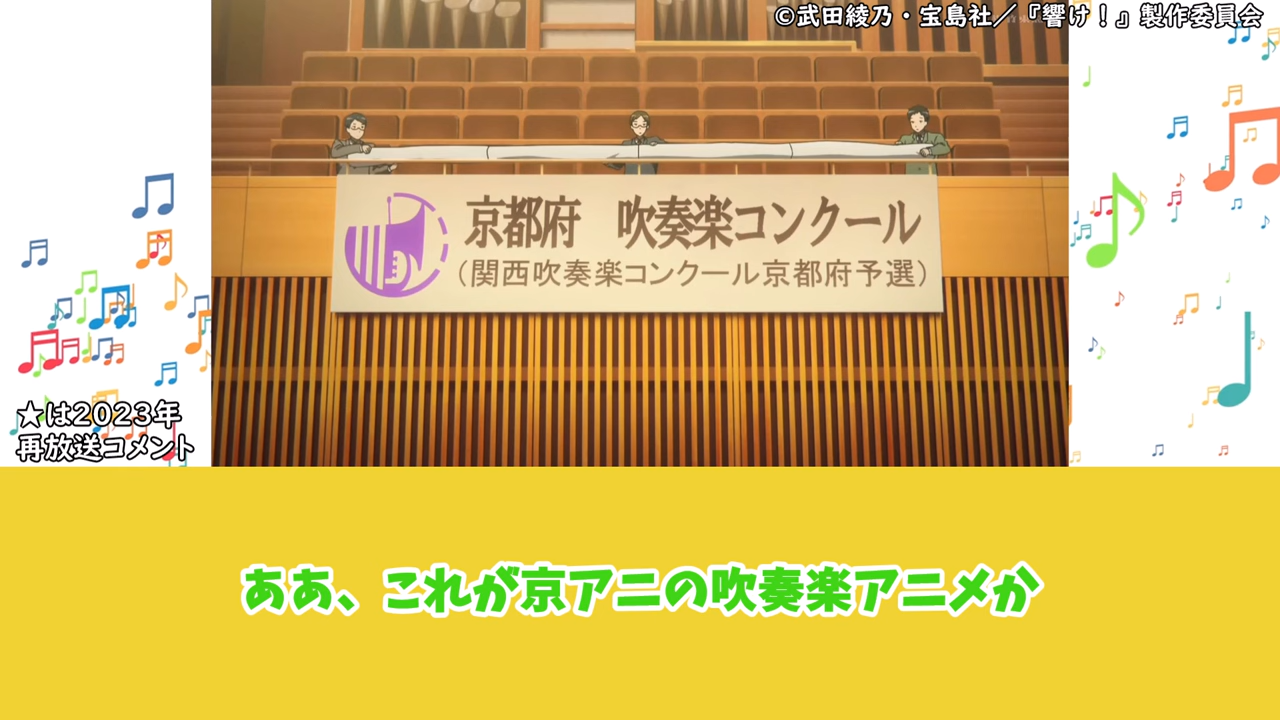 ©武田綾乃・宝島社／『響け！』製作委員会
京都府 吹奏楽コンクール
（関西吹奏楽コンクール京都府予選）
★は2023年
再放送コメント
ああ、これが京アニの吹奏楽アニメか